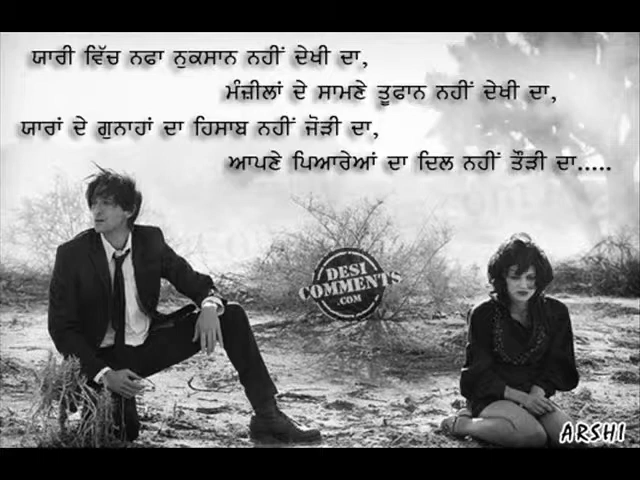 ਯਾਰੀ ਵਿੱਚ ਨਫਾ ਨੁਕਸਾਨ ਨਹੀਂ ਦੇਖੀ ਦਾ,
ਮੰਜ਼ੀਲਾਂ ਦੇ ਸਾਮਣੇ ਤੂਫਾਨ ਨਹੀਂ ਦੇਖੀ ਦਾ,
ਯਾਰਾਂ ਦੇ ਗੁਨਾਹਾਂ ਦਾ ਹਿਸਾਬ ਨਹੀਂ ਜੋੜੀ ਦਾ,
ਆਪਣੇ ਪਿਆਰੇਆਂ ਦਾ ਦਿਲ ਨਹੀਂ ਤੌੜੀ ਦਾ.....
DESI
COMMENTS
.COM
ARSHI